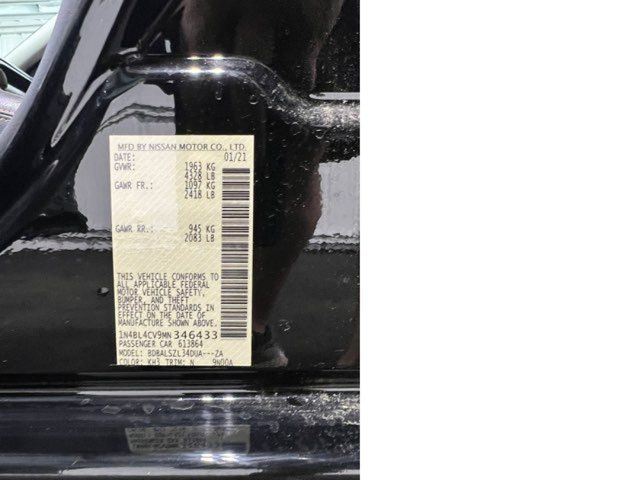 MFD BY NISSAN MOTOR CO., LTD.
DATE: 01/21
GVWR: 1963 KG
4328 LB
GAWR FR.: 1097 KG
2418 LB
GAWR RR.: 945 KG
2083 LB
THIS VEHICLE CONFORMS TO
ALL APPLICABLE FEDERAL
MOTOR VEHICLE SAFETY,
BUMPER, AND THEFT
PREVENTION STANDARDS
IN EFFECT ON THE DATE OF
MANUFACTURE SHOWN ABOVE.
1N4BL4CV9MN346433
PASSENGER CAR 613864
MODEL: BDBALSZL34DUA---ZA
COLOR: KH3 TRIM: N 9N00A